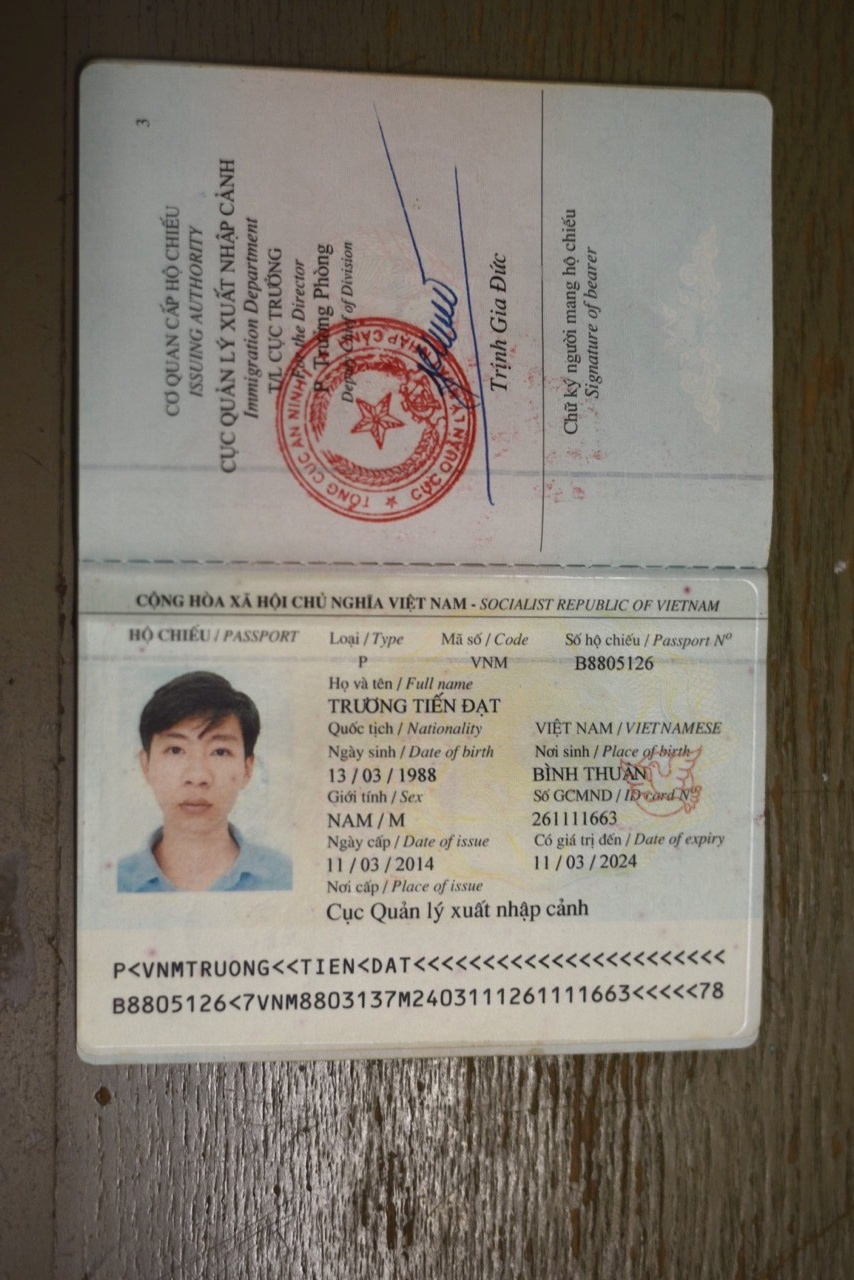 3
CƠ QUAN CẤP HỘ CHIẾU
ISSUING AUTHORITY
CỤC QUẢN LÝ XUẤT NHẬP CẢNH
Immigration Department
T/L CỤC TRƯỞNG
For the Director
P. Trưởng Phòng
Deputy Chief of Division
TỔNG CỤC AN NINH
CỤC QUẢN LÝ NHẬP CẢNH
Trịnh Gia Đức
Chữ ký người mang hộ chiếu
Signature of bearer
CỘNG HÒA XÃ HỘI CHỦ NGHĨA VIỆT NAM - SOCIALIST REPUBLIC OF VIETNAM
HỘ CHIẾU / PASSPORT Loại / Type Mã số / Code Số hộ chiếu / Passport Nº
P VNM B8805126
Họ và tên / Full name
TRƯƠNG TIẾN ĐẠT
Quốc tịch / Nationality VIỆT NAM / VIETNAMESE
Ngày sinh / Date of birth Nơi sinh / Place of birth
13 / 03 / 1988 BÌNH THUẬN
Giới tính / Sex Số GCMND / ID card Nº
NAM / M 261111663
Ngày cấp / Date of issue Có giá trị đến / Date of expiry
11 / 03 / 2014 11 / 03 / 2024
Nơi cấp / Place of issue
Cục Quản lý xuất nhập cảnh
P<VNMTRUONG<<TIEN<DAT<<<<<<<<<<<<<<<<<<<<<<<
B8805126<7VNM8803137M2403111261111663<<<<<78